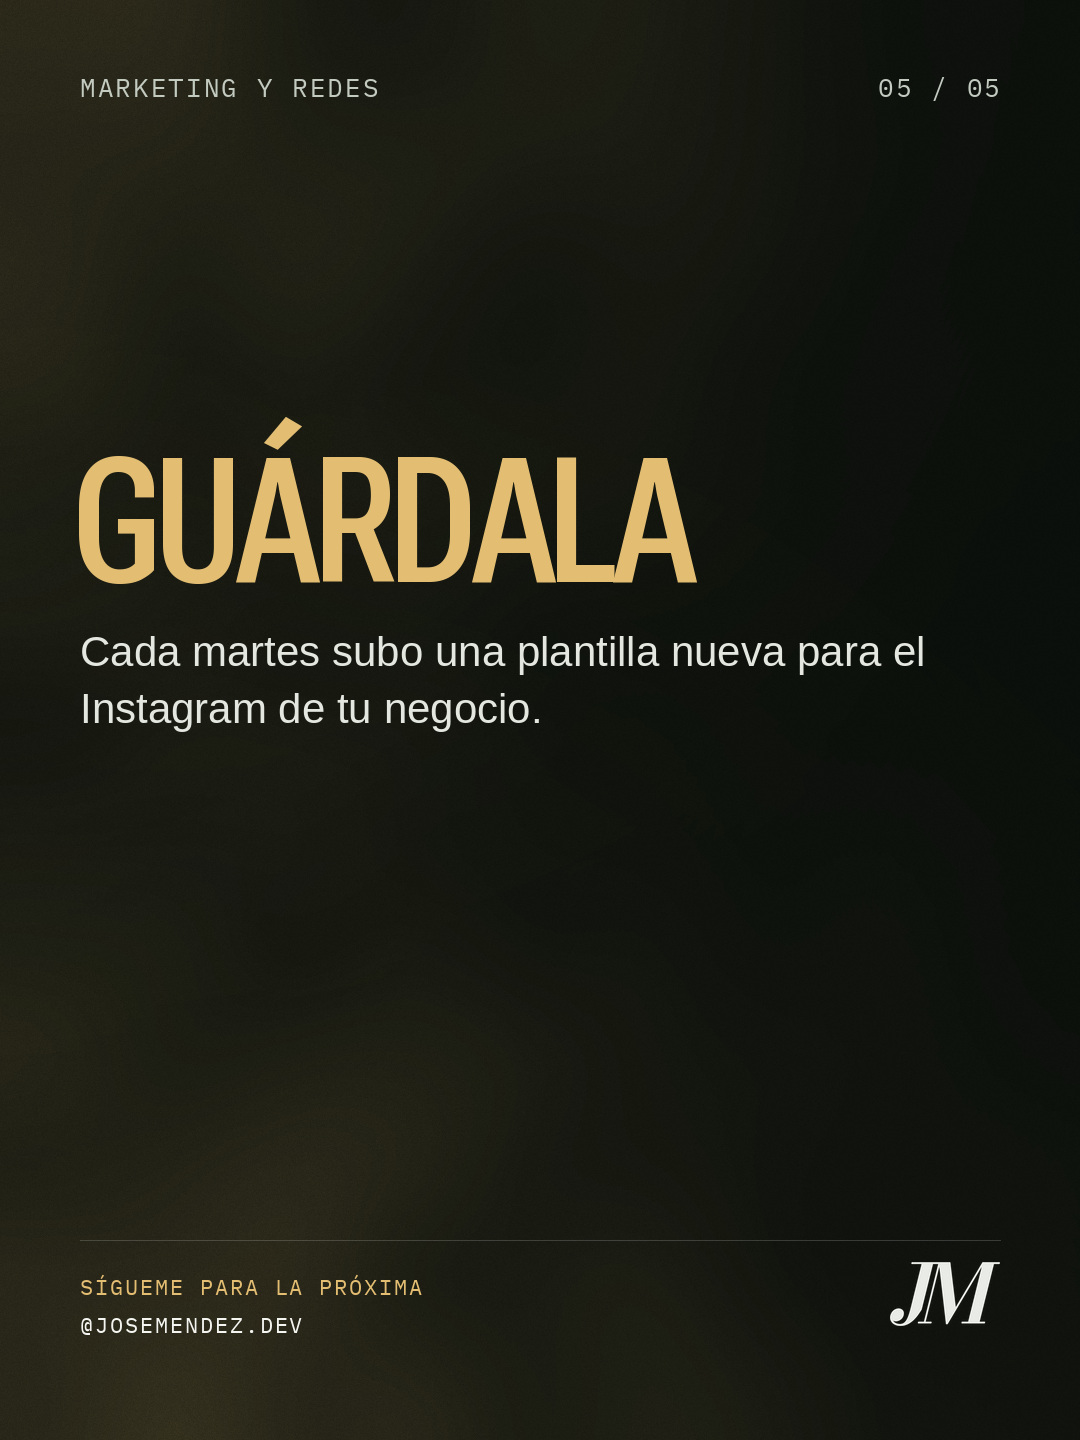 MARKETING Y REDES
05 / 05
GUÁRDALA
Cada martes subo una plantilla nueva para el
Instagram de tu negocio.
SÍGUEME PARA LA PRÓXIMA
@JOSEMENDEZ.DEV
JM